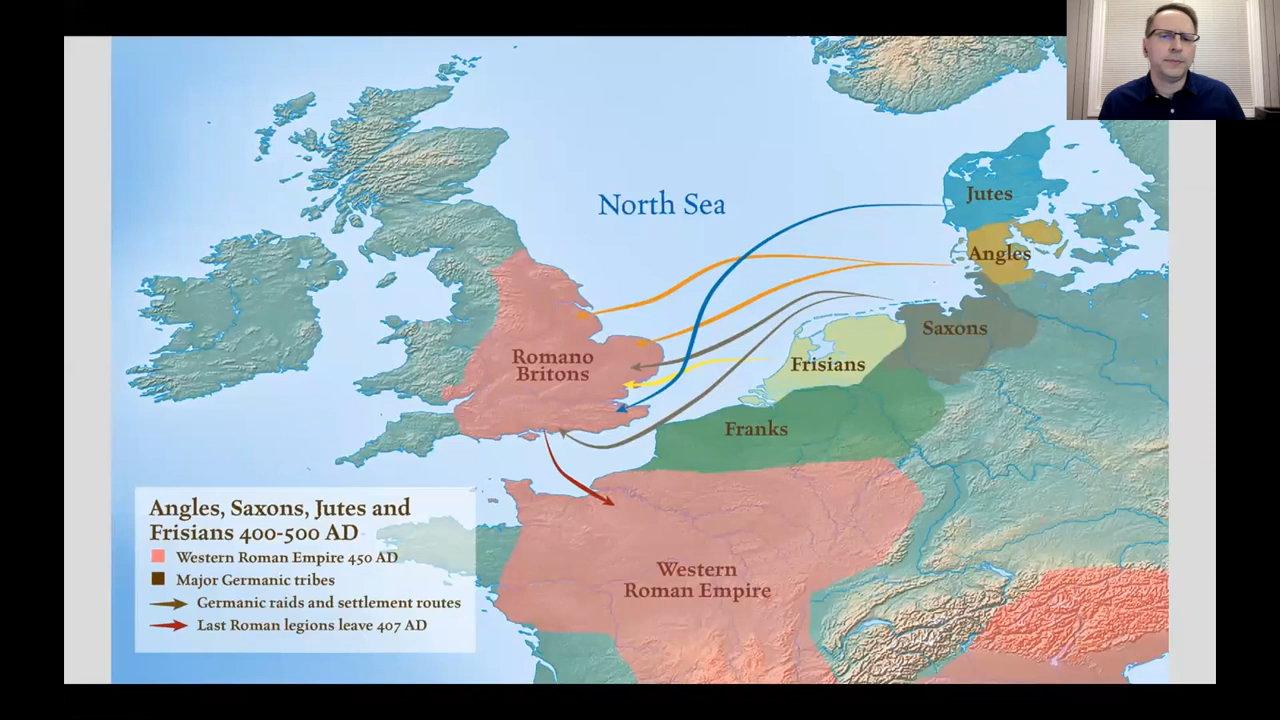 North Sea
Jutes
Angles
Saxons
Romano
Britons
Frisians
Franks
Angles, Saxons, Jutes and
Frisians 400-500 AD
Western Roman Empire 450 AD
Major Germanic tribes
Germanic raids and settlement routes
Last Roman legions leave 407 AD
Western
Roman Empire